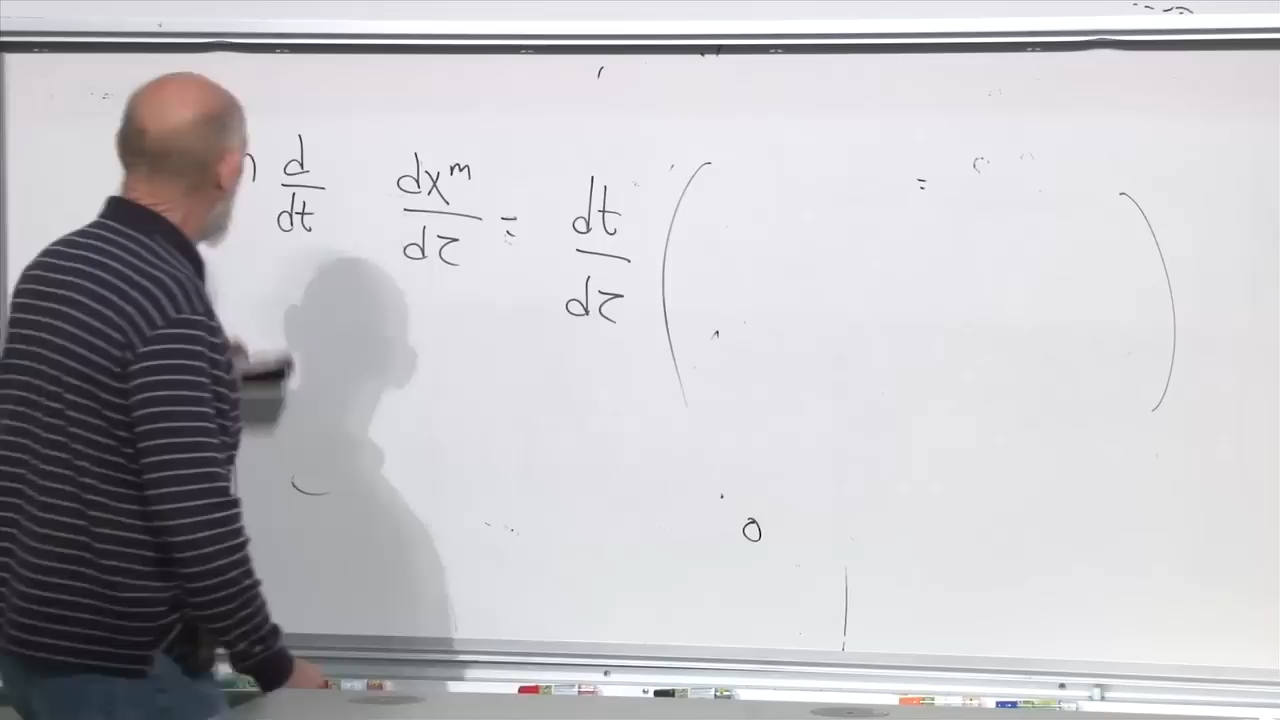 d/dt dx^m/dτ = dt/dτ ( )
0